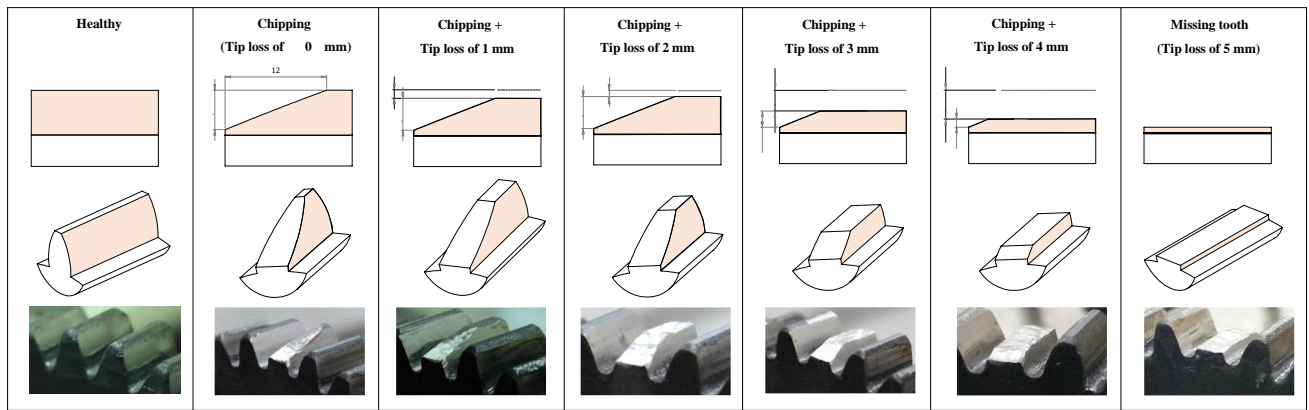 Healthy
Chipping
(Tip loss of 0 mm)
Chipping +
Tip loss of 1 mm
Chipping +
Tip loss of 2 mm
Chipping +
Tip loss of 3 mm
Chipping +
Tip loss of 4 mm
Missing tooth
(Tip loss of 5 mm)
12